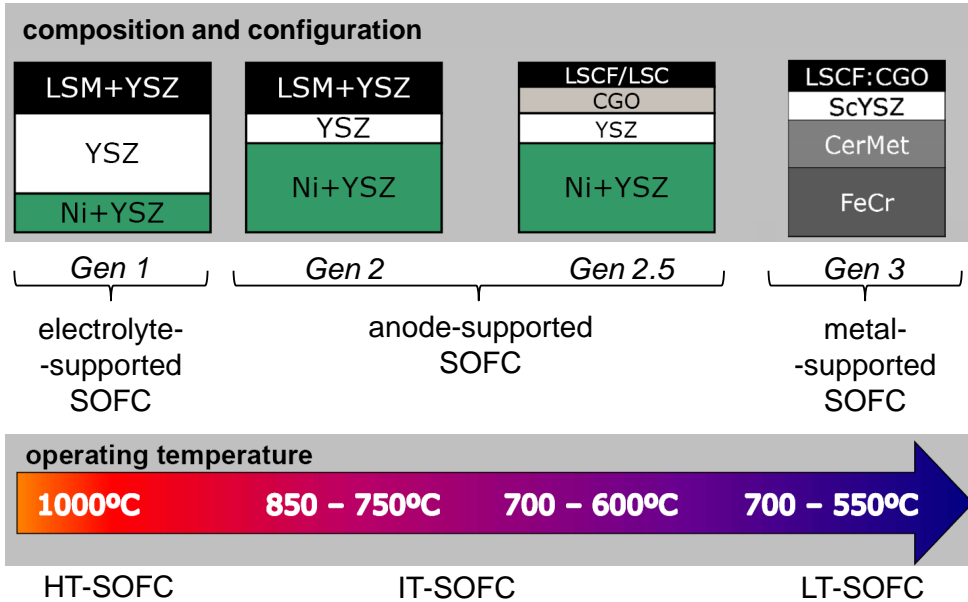 composition and configuration
LSM+YSZ
YSZ
Ni+YSZ
LSM+YSZ
YSZ
Ni+YSZ
LSCF/LSC
CGO
YSZ
Ni+YSZ
LSCF:CGO
ScYSZ
CerMet
FeCr
Gen 1
Gen 2
Gen 2.5
Gen 3
electrolyte-
-supported
SOFC
anode-supported
SOFC
metal-
-supported
SOFC
operating temperature
1000ºC
850 – 750ºC
700 – 600ºC
700 – 550ºC
HT-SOFC
IT-SOFC
LT-SOFC